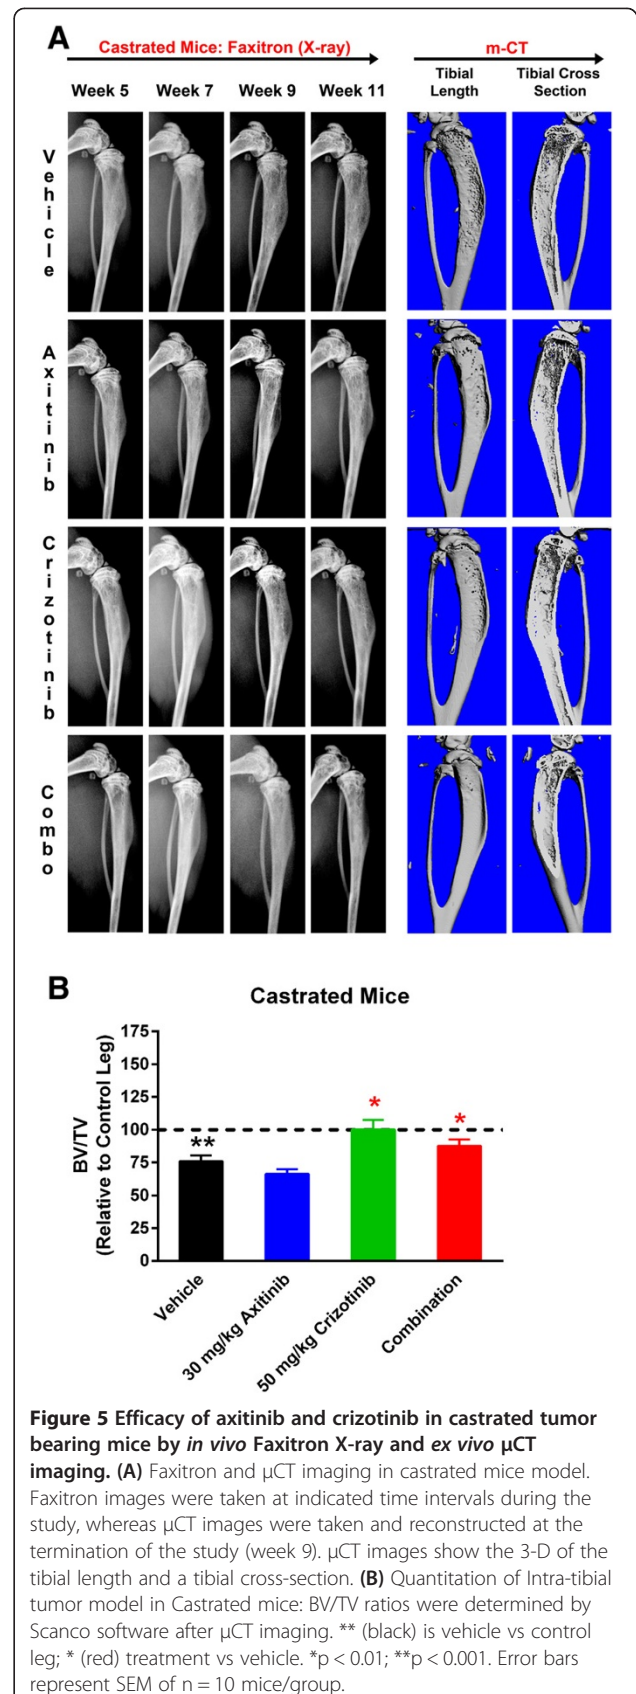 A
Castrated Mice: Faxitron (X-ray)
m-CT
Week 5 Week 7 Week 9 Week 11
Tibial Length
Tibial Cross Section
Vehicle
Axitinib
Crizotinib
Combo
B
Castrated Mice
BV/TV
(Relative to Control Leg)
175
150
125
100
75
50
25
0
**
*
*
Vehicle
30 mg/kg Axitinib
50 mg/kg Crizotinib
Combination
Figure 5 Efficacy of axitinib and crizotinib in castrated tumor
bearing mice by in vivo Faxitron X-ray and ex vivo μCT
imaging. (A) Faxitron and μCT imaging in castrated mice model.
Faxitron images were taken at indicated time intervals during the
study, whereas μCT images were taken and reconstructed at the
termination of the study (week 9). μCT images show the 3-D of the
tibial length and a tibial cross-section. (B) Quantitation of Intra-tibial
tumor model in Castrated mice: BV/TV ratios were determined by
Scanco software after μCT imaging. ** (black) is vehicle vs control
leg; * (red) treatment vs vehicle. *p < 0.01; **p < 0.001. Error bars
represent SEM of n = 10 mice/group.